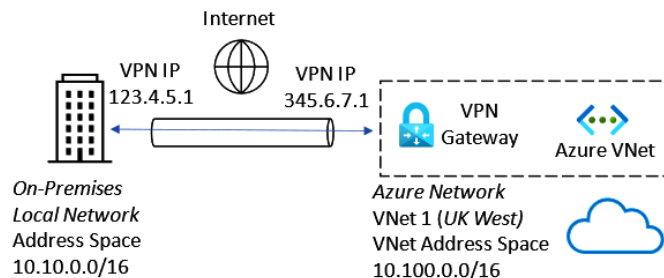 Internet
VPN IP
123.4.5.1
VPN IP
345.6.7.1
VPN
Gateway
Azure VNet
On-Premises
Local Network
Address Space
10.10.0.0/16
Azure Network
VNet 1 (UK West)
VNet Address Space
10.100.0.0/16